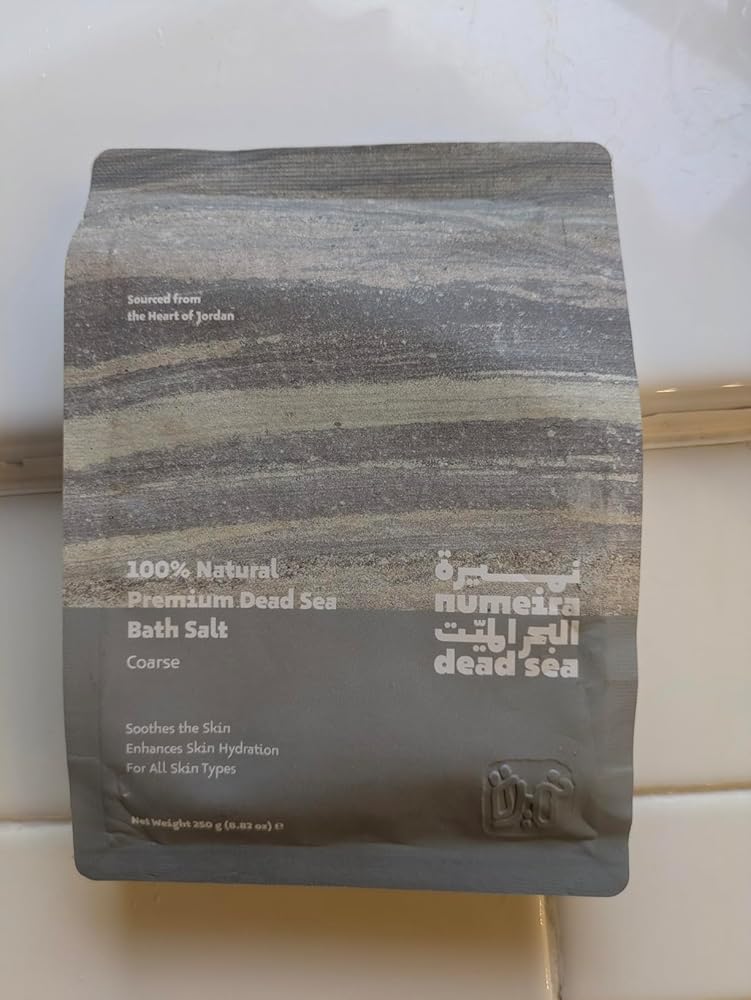 Sourced from
the Heart of Jordan
100% Natural
Premium Dead Sea
Bath Salt
Coarse
نميرة
numeira
البحر الميّت
dead sea
Soothes the Skin
Enhances Skin Hydration
For All Skin Types
Net Weight 250 g (8.82 oz) e